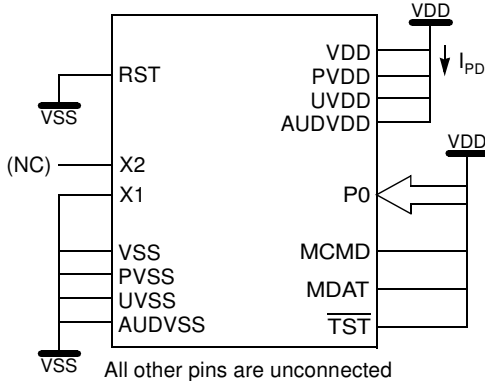 VDD
VDD
PVDD
UVDD
AUDVDD
I_PD
RST
VSS
(NC)
X2
X1
VDD
P0
VSS
PVSS
UVSS
AUDVSS
MCMD
MDAT
TST
VSS
All other pins are unconnected